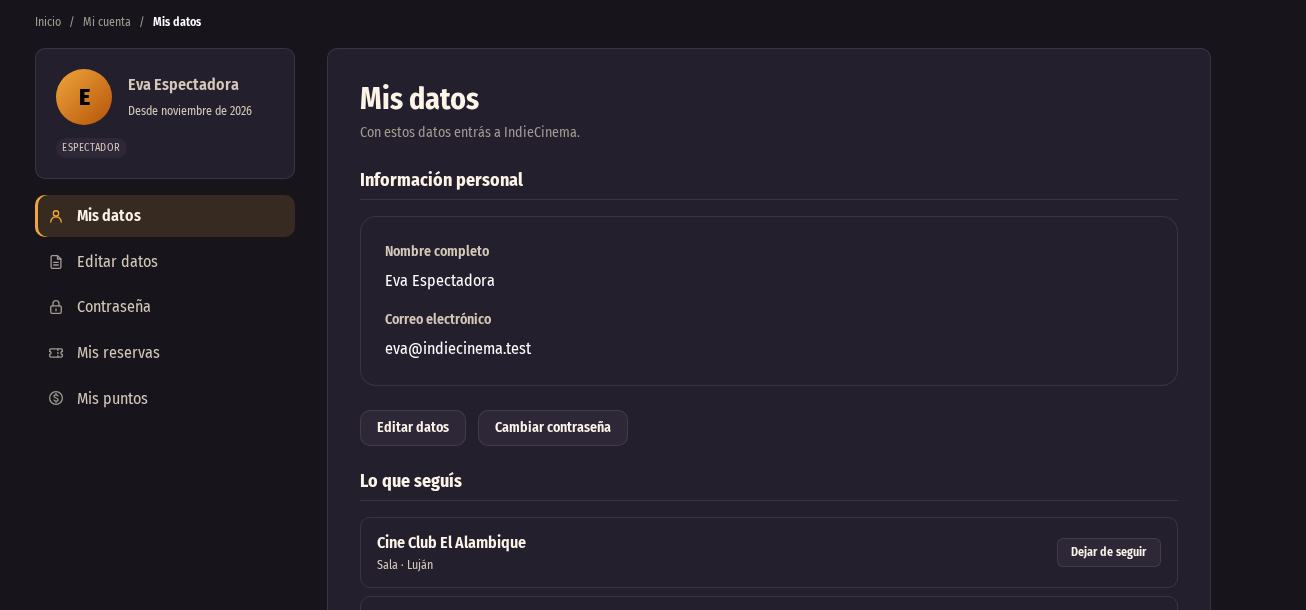 Inicio / Mi cuenta / Mis datos
E
Eva Espectadora
Desde noviembre de 2026
ESPECTADOR
Mis datos
Editar datos
Contraseña
Mis reservas
Mis puntos
Mis datos
Con estos datos entrás a IndieCinema.
Información personal
Nombre completo
Eva Espectadora
Correo electrónico
eva@indiecinema.test
Editar datos
Cambiar contraseña
Lo que seguís
Cine Club El Alambique
Sala · Luján
Dejar de seguir